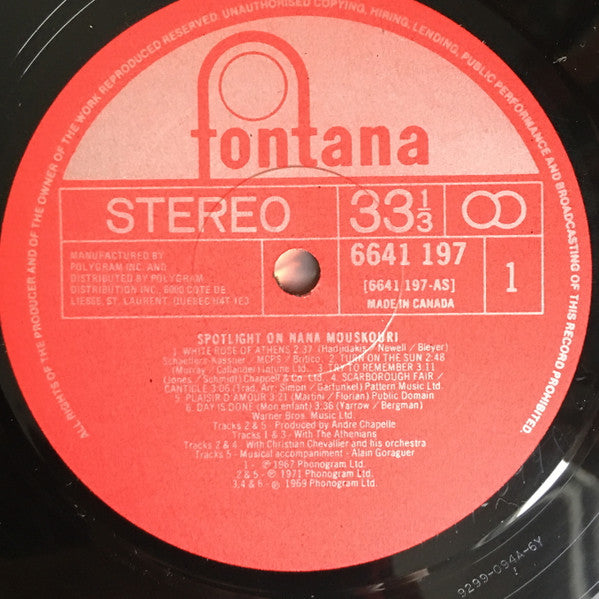 ALL RIGHTS OF THE PRODUCER AND OF THE OWNER OF THE WORK REPRODUCED RESERVED. UNAUTHORISED COPYING, HIRING, LENDING, PUBLIC PERFORMANCE AND BROADCASTING OF THIS RECORD PROHIBITED.
fontana
STEREO
33⅓
MANUFACTURED BY
POLYGRAM INC. AND
DISTRIBUTED BY POLYGRAM
DISTRIBUTION INC., 6000 COTE DE
LIESSE, ST. LAURENT, QUEBEC H4T 1E3
6641 197
[6641 197-AS]
MADE IN CANADA
1
SPOTLIGHT ON NANA MOUSKOURI
1. WHITE ROSE OF ATHENS 2:37 (Hadjidakis / Newell / Bleyer)
Schaeffers-Kassner / MCPS / Britico 2. TURN ON THE SUN 2:48
(Murray / Callander) Intune Ltd. 3. TRY TO REMEMBER 3:11
(Jones / Schmidt) Chappell & Co. Ltd. 4. SCARBOROUGH FAIR /
CANTICLE 3:06 (Trad. Arr: Simon / Garfunkel) Pattern Music Ltd.
5. PLAISIR D AMOUR 3:21 (Martini / Florian) Public Domain
6. DAY IS DONE (Mon enfant) 3:36 (Yarrow / Bergman)
Warner Bros. Music Ltd.
Tracks 2 & 5 - Produced by Andre Chapelle
Tracks 1 & 3 - With The Athenians
Tracks 2 & 4 - With Christian Chevallier and his orchestra
Tracks 5 - Musical accompaniment - Alain Goraguer
1 - ℗ 1967 Phonogram Ltd.
2 & 5 - ℗ 1971 Phonogram Ltd.
3,4 & 6 - ℗ 1969 Phonogram Ltd.
9299-094A-6Y